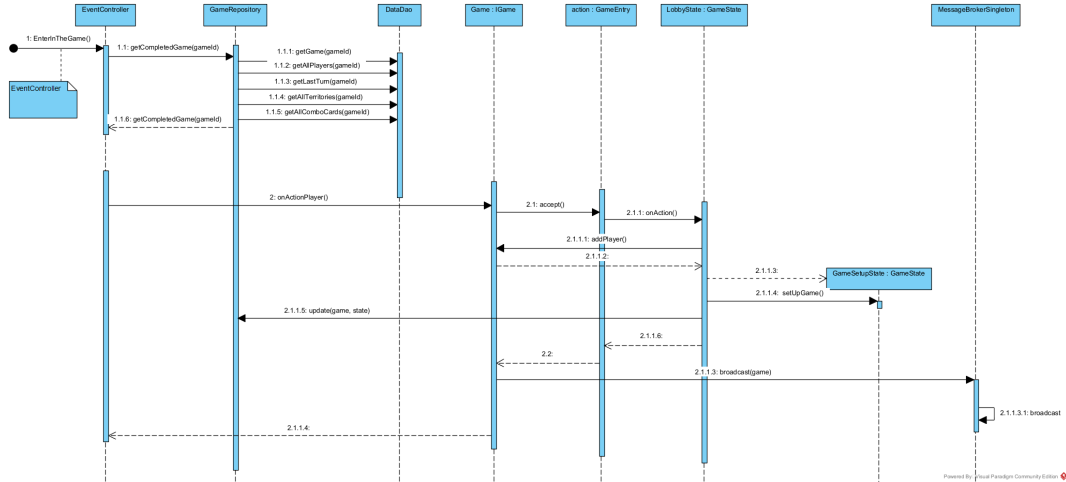 EventController
GameRepository
DataDao
Game : IGame
action : GameEntry
LobbyState : GameState
MessageBrokerSingleton
1: EnterInTheGame()
1.1: getCompletedGame(gameId)
1.1.1: getGame(gameId)
1.1.2: getAllPlayers(gameId)
1.1.3: getLastTurn(gameId)
EventController
1.1.4: getAllTerritories(gameId)
1.1.5: getAllComboCards(gameId)
1.1.6: getCompletedGame(gameId)
2: onActionPlayer()
2.1: accept()
2.1.1: onAction()
2.1.1.1: addPlayer()
2.1.1.2:
2.1.1.3:
GameSetupState : GameState
2.1.1.4: setUpGame()
2.1.1.5: update(game, state)
2.1.1.6:
2.2:
2.1.1.3: broadcast(game)
2.1.1.3.1: broadcast
2.1.1.4:
Powered By Visual Paradigm Community Edition